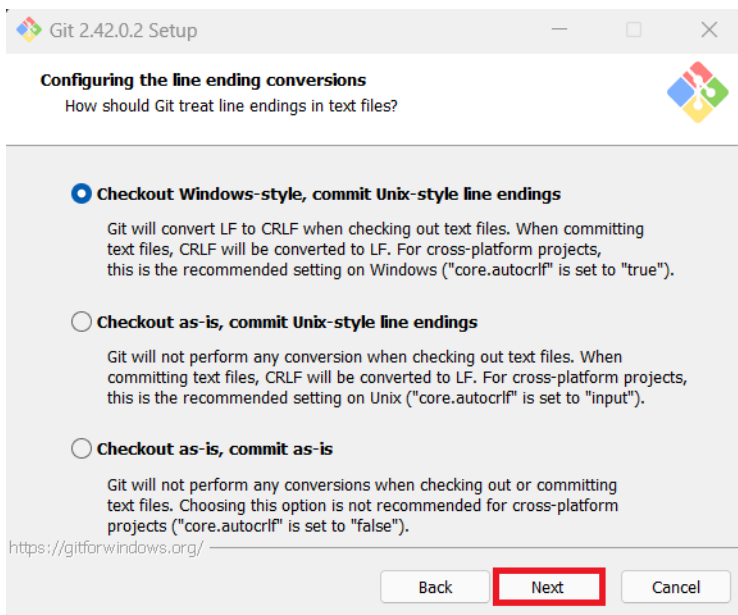 Git 2.42.0.2 Setup
Configuring the line ending conversions
How should Git treat line endings in text files?
Checkout Windows-style, commit Unix-style line endings
Git will convert LF to CRLF when checking out text files. When committing
text files, CRLF will be converted to LF. For cross-platform projects,
this is the recommended setting on Windows ("core.autocrlf" is set to "true").
Checkout as-is, commit Unix-style line endings
Git will not perform any conversion when checking out text files. When
committing text files, CRLF will be converted to LF. For cross-platform projects,
this is the recommended setting on Unix ("core.autocrlf" is set to "input").
Checkout as-is, commit as-is
Git will not perform any conversions when checking out or committing
text files. Choosing this option is not recommended for cross-platform
projects ("core.autocrlf" is set to "false").
https://gitforwindows.org/
Back Next Cancel